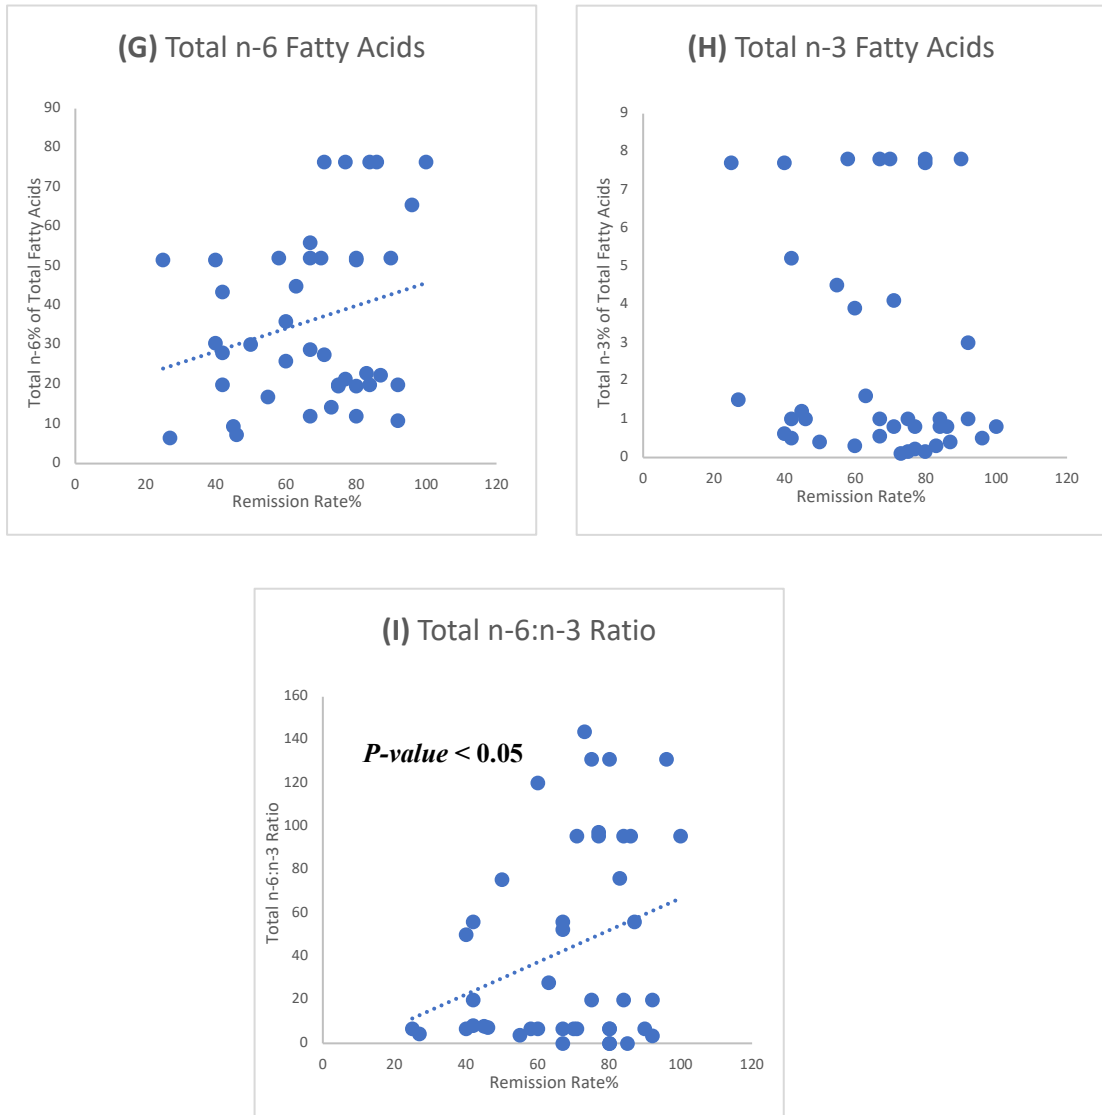 (G) Total n-6 Fatty Acids
Total n-6% of Total Fatty Acids
90
80
70
60
50
40
30
20
10
0
0 20 40 60 80 100 120
Remission Rate%
(H) Total n-3 Fatty Acids
Total n-3% of Total Fatty Acids
9
8
7
6
5
4
3
2
1
0
0 20 40 60 80 100 120
Remission Rate%
(I) Total n-6:n-3 Ratio
Total n-6:n-3 Ratio
160
140
120
100
80
60
40
20
0
P-value < 0.05
0 20 40 60 80 100 120
Remission Rate%